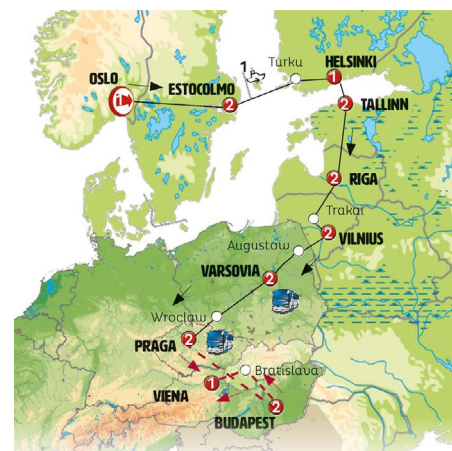 1
Turku
HELSINKI
1
OSLO
1
ESTOCOLMO
2
2
TALLINN
2
RIGA
Trakai
2
VILNIUS
Augustow
VARSOVIA
2
Wroclaw
PRAGA
2
Bratislava
VIENA
1
2
BUDAPEST